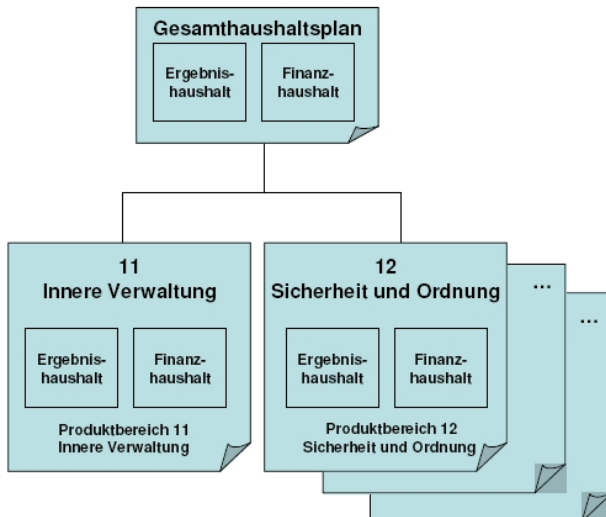 Gesamthaushaltsplan
Ergebnis-
haushalt
Finanz-
haushalt
11
Innere Verwaltung
Ergebnis-
haushalt
Finanz-
haushalt
Produktbereich 11
Innere Verwaltung
12
Sicherheit und Ordnung
Ergebnis-
haushalt
Finanz-
haushalt
Produktbereich 12
Sicherheit und Ordnung
...
...